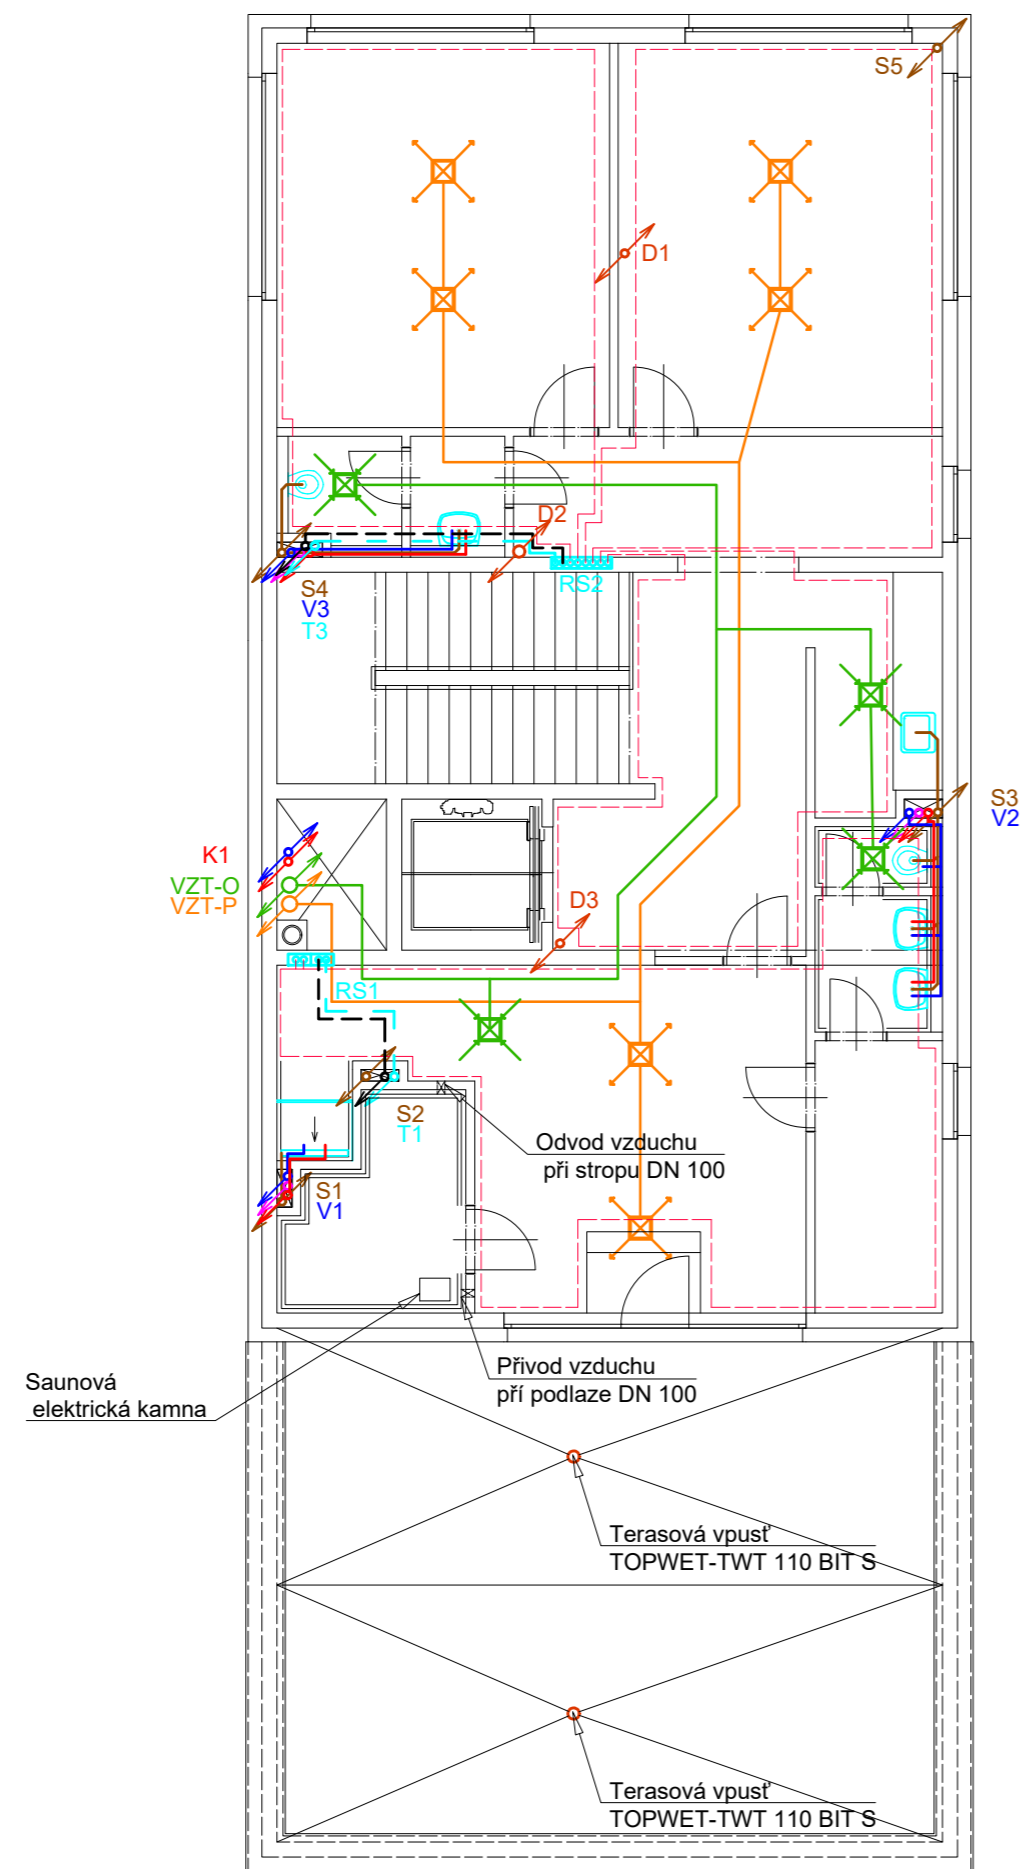 S5
D1
D2
RS2
S4
V3
T3
S3
V2
K1
VZT-O
VZT-P
D3
RS1
S2
T1
Odvod vzduchu
při stropu DN 100
S1
V1
Přivod vzduchu
pří podlaze DN 100
Saunová
elektrická kamna
Terasová vpusť
TOPWET-TWT 110 BIT S
Terasová vpusť
TOPWET-TWT 110 BIT S